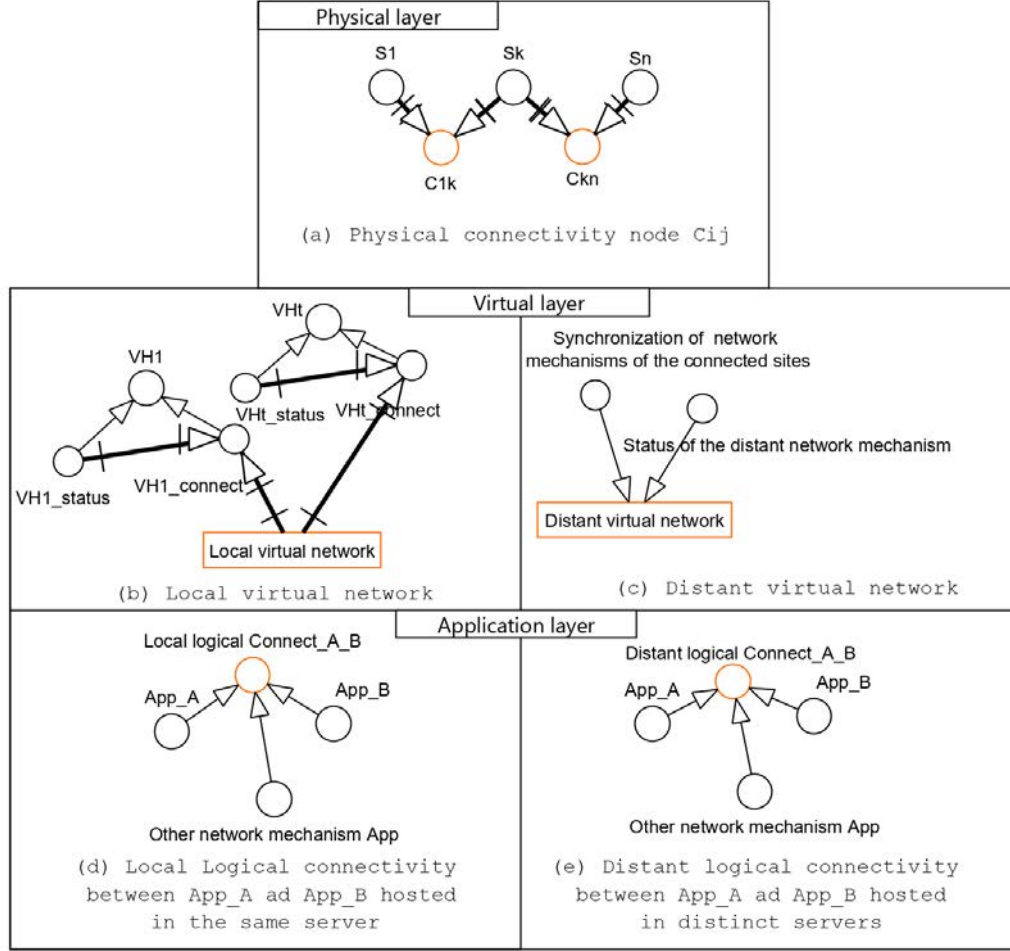 Physical layer
S1
Sk
Sn
C1k
Ckn
(a) Physical connectivity node Cij
Virtual layer
VHt
VH1
VHt_status
VHt_connect
VH1_status
VH1_connect
Local virtual network
(b) Local virtual network
Synchronization of network
mechanisms of the connected sites
Status of the distant network mechanism
Distant virtual network
(c) Distant virtual network
Application layer
Local logical Connect_A_B
App_A
App_B
Other network mechanism App
(d) Local Logical connectivity
between App_A ad App_B hosted
in the same server
Distant logical Connect_A_B
App_A
App_B
Other network mechanism App
(e) Distant logical connectivity
between App_A ad App_B hosted
in distinct servers